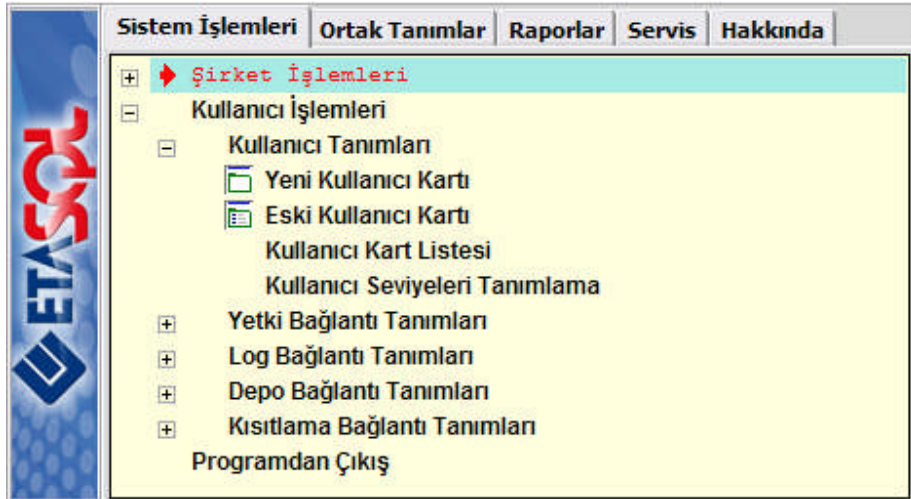 Sistem İşlemleri Ortak Tanımlar Raporlar Servis Hakkında
Şirket İşlemleri
Kullanıcı İşlemleri
Kullanıcı Tanımları
Yeni Kullanıcı Kartı
Eski Kullanıcı Kartı
Kullanıcı Kart Listesi
Kullanıcı Seviyeleri Tanımlama
Yetki Bağlantı Tanımları
Log Bağlantı Tanımları
Depo Bağlantı Tanımları
Kısıtlama Bağlantı Tanımları
Programdan Çıkış
ETASQL